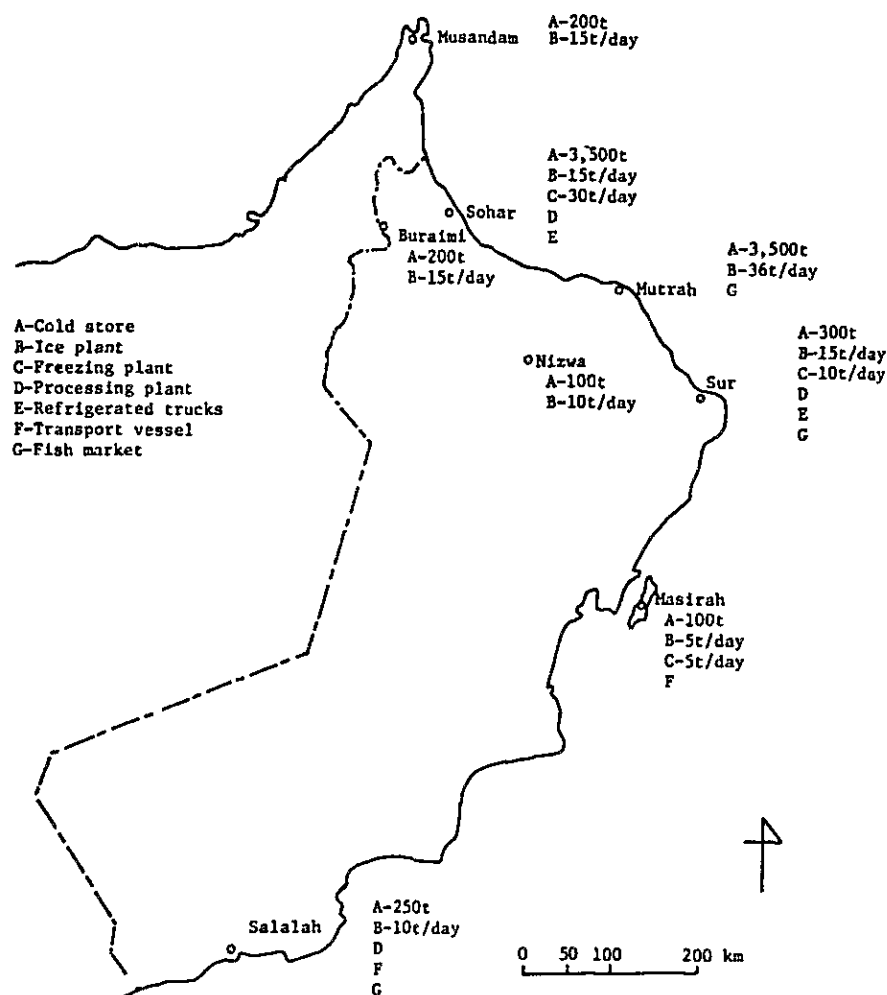 Musandam
A-200t
B-15t/day
Sohar
A-3,500t
B-15t/day
C-30t/day
D
E
Buraimi
A-200t
B-15t/day
Mutrah
A-3,500t
B-36t/day
G
A-Cold store
B-Ice plant
C-Freezing plant
D-Processing plant
E-Refrigerated trucks
F-Transport vessel
G-Fish market
Nizwa
A-100t
B-10t/day
Sur
A-300t
B-15t/day
C-10t/day
D
E
G
Masirah
A-100t
B-5t/day
C-5t/day
F
Salalah
A-250t
B-10t/day
D
F
G
0 50 100 200 km